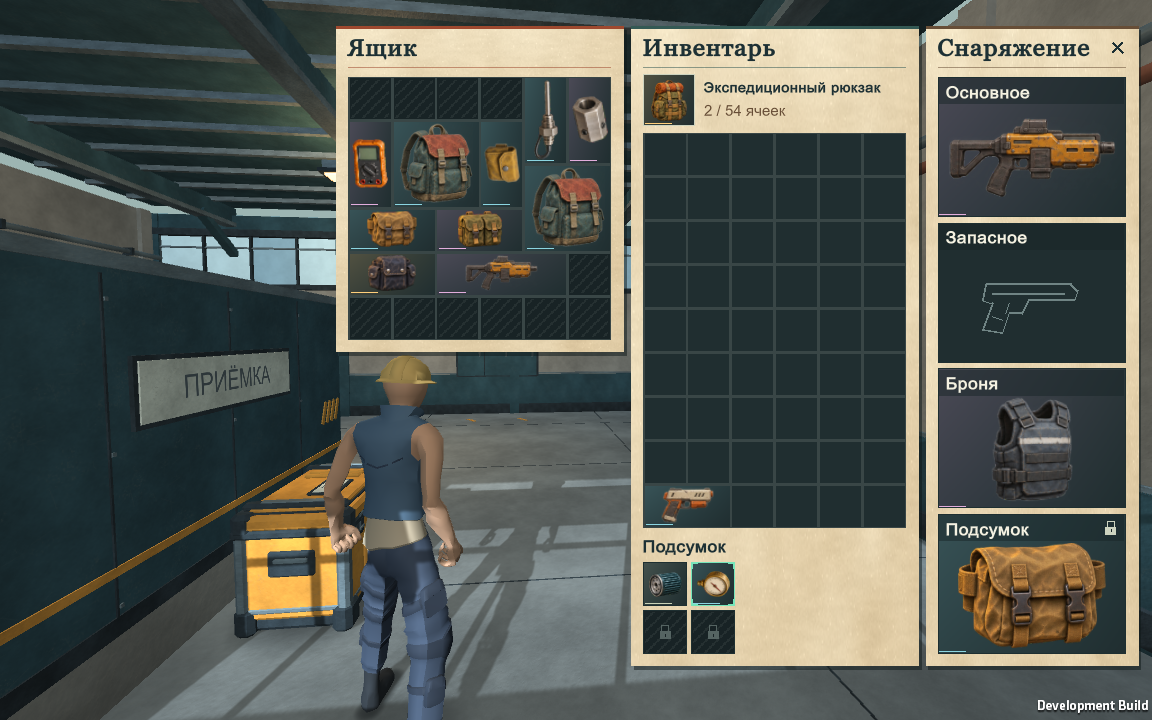 Ящик
Инвентарь
Экспедиционный рюкзак
2 / 54 ячеек
Подсумок
Снаряжение
Основное
Запасное
Броня
Подсумок
ПРИЁМКА
Development Build